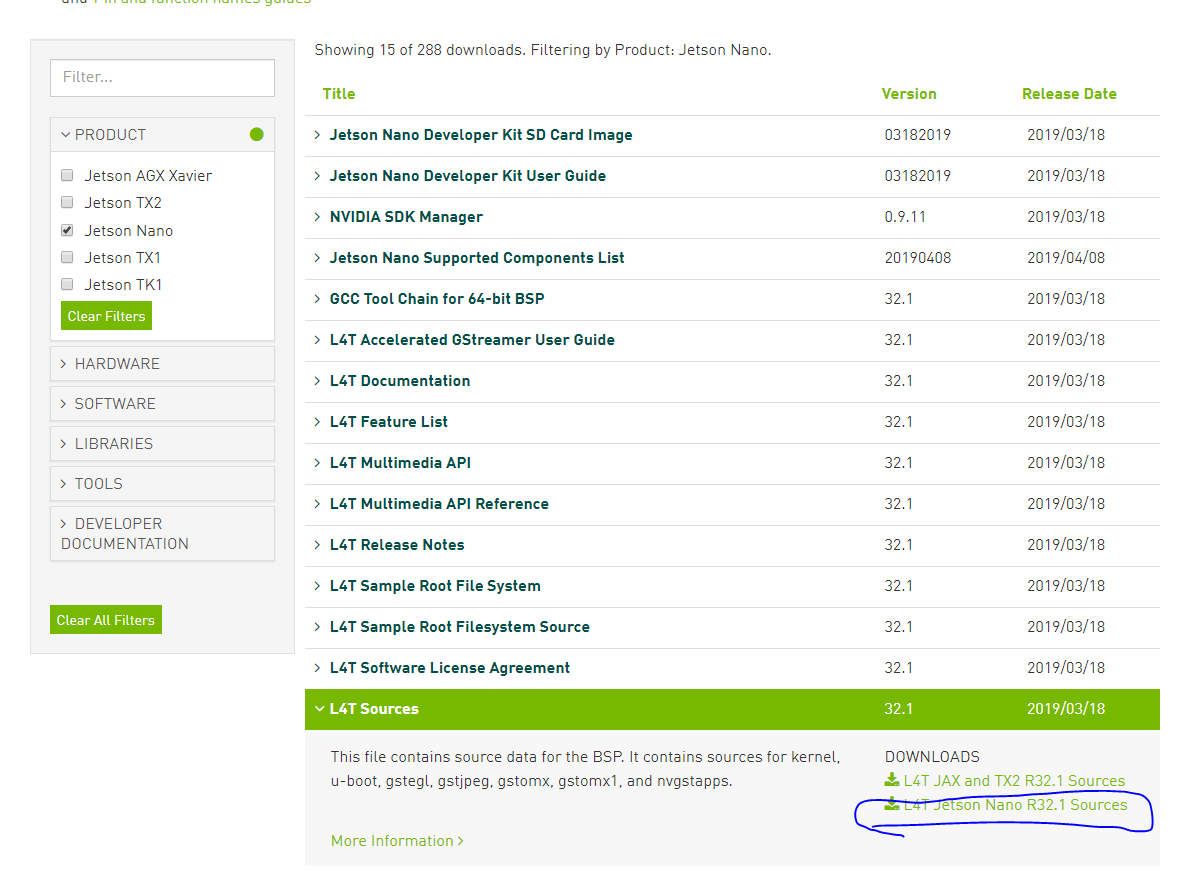 and Pin and function names guides
Filter...
PRODUCT
Jetson AGX Xavier
Jetson TX2
Jetson Nano
Jetson TX1
Jetson TK1
Clear Filters
HARDWARE
SOFTWARE
LIBRARIES
TOOLS
DEVELOPER
DOCUMENTATION
Clear All Filters
Showing 15 of 288 downloads. Filtering by Product: Jetson Nano.
Title Version Release Date
Jetson Nano Developer Kit SD Card Image 03182019 2019/03/18
Jetson Nano Developer Kit User Guide 03182019 2019/03/18
NVIDIA SDK Manager 0.9.11 2019/03/18
Jetson Nano Supported Components List 20190408 2019/04/08
GCC Tool Chain for 64-bit BSP 32.1 2019/03/18
L4T Accelerated GStreamer User Guide 32.1 2019/03/18
L4T Documentation 32.1 2019/03/18
L4T Feature List 32.1 2019/03/18
L4T Multimedia API 32.1 2019/03/18
L4T Multimedia API Reference 32.1 2019/03/18
L4T Release Notes 32.1 2019/03/18
L4T Sample Root File System 32.1 2019/03/18
L4T Sample Root Filesystem Source 32.1 2019/03/18
L4T Software License Agreement 32.1 2019/03/18
L4T Sources 32.1 2019/03/18
This file contains source data for the BSP. It contains sources for kernel,
u-boot, gstegl, gstjpeg, gstomx, gstomx1, and nvgstapps.
More Information >
DOWNLOADS
L4T JAX and TX2 R32.1 Sources
L4T Jetson Nano R32.1 Sources